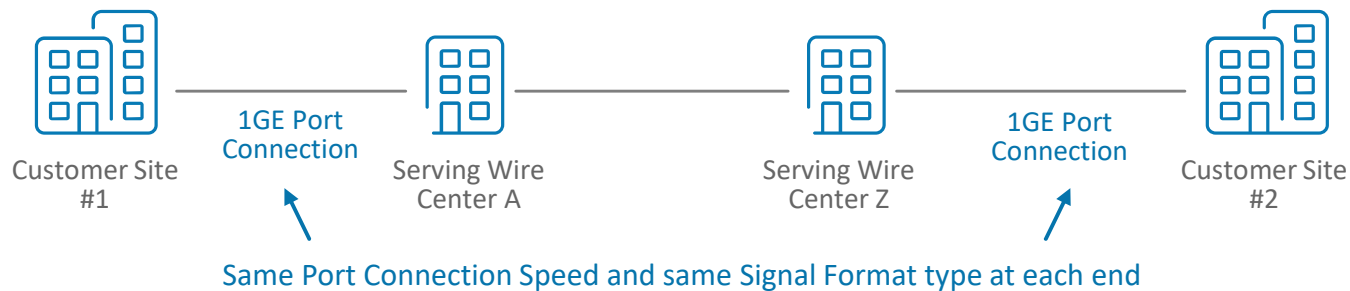 1GE Port
Connection
1GE Port
Connection
Customer Site
#1
Serving Wire
Center A
Serving Wire
Center Z
Customer Site
#2
Same Port Connection Speed and same Signal Format type at each end